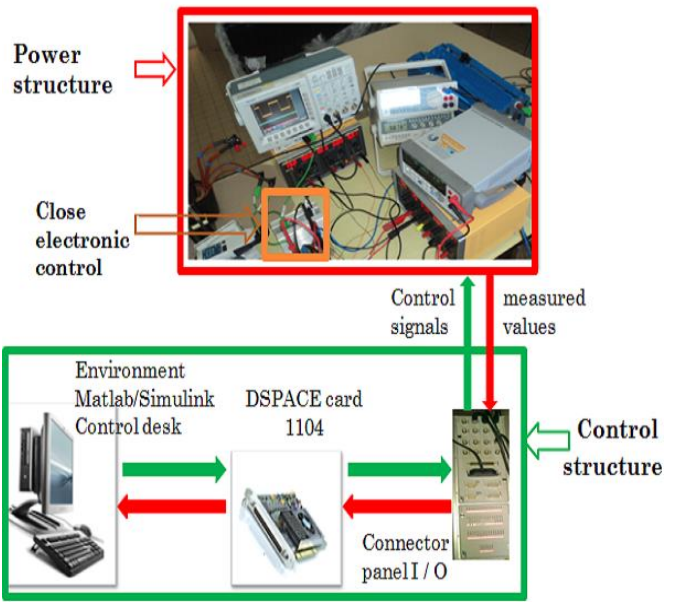 Power
structure
Close
electronic
control
Control
signals
measured
values
Environment
Matlab/Simulink
Control desk
DSPACE card
1104
Control
structure
Connector
panel I / O